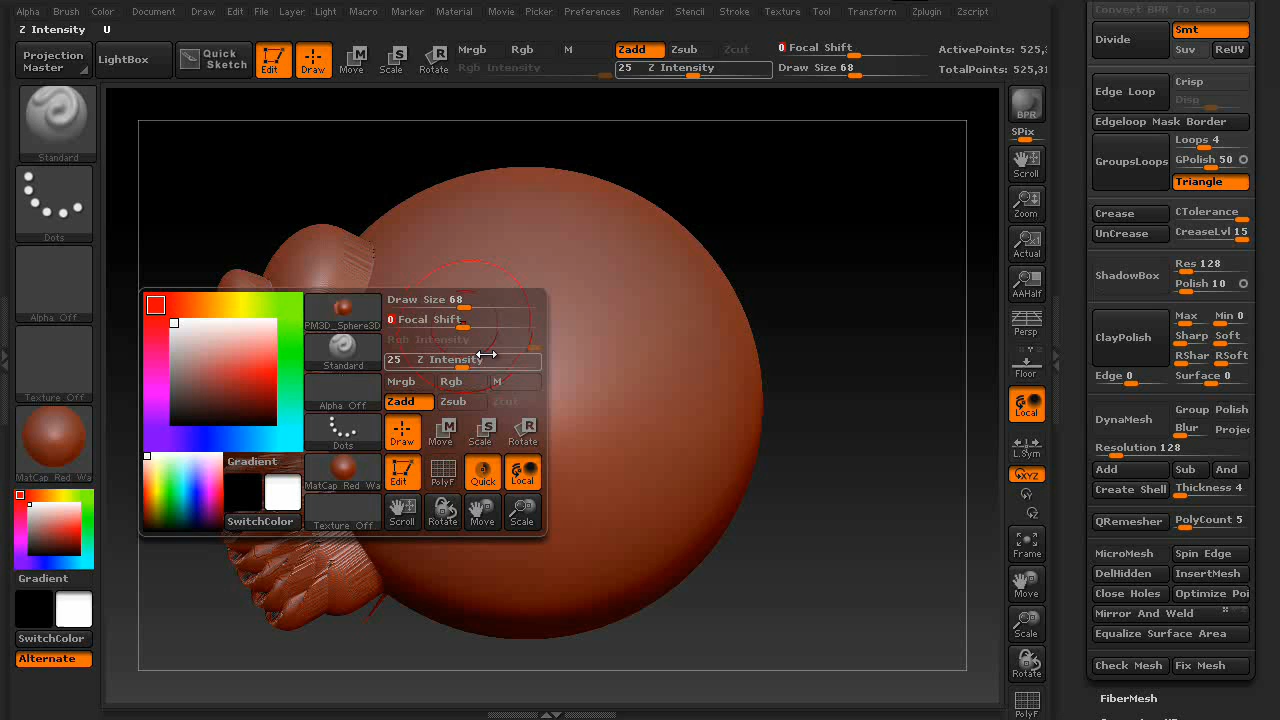 Alpha Brush Color Document Draw Edit File Layer Light Macro Marker Material Movie Picker Preferences Render Stencil Stroke Texture Tool Transform Zplugin Zscript
Z Intensity U
Projection Master
LightBox
Quick Sketch
Edit
Draw
Move
Scale
Rotate
Mrgb Rgb M
Rgb Intensity
Zadd Zsub Zcut
25 Z Intensity
0 Focal Shift
Draw Size 68
ActivePoints: 525,3
TotalPoints: 525,3
Standard
Dots
Alpha Off
Texture Off
MatCap Red Wa
Gradient
SwitchColor
Alternate
PM3D_Sphere3D
Standard
Alpha Off
Dots
MatCap Red Wa
Texture Off
Gradient
SwitchColor
Draw Size 68
0 Focal Shift
Rgb Intensity
25 Z Intensity
Mrgb Rgb M
Zadd Zsub Zcut
Draw Move Scale Rotate
Edit PolyF Quick Local
Scroll Rotate Move Scale
BPR
SPix
Scroll
Zoom
Actual
AAHalf
Persp
Floor
Local
L.Sym
XYZ
Frame
Move
Scale
Rotate
PolyF
Convert BPR To Geo
Divide
Smt
Suv ReUV
Edge Loop
Crisp
Disp
Edgeloop Mask Border
GroupsLoops
Loops 4
GPolish 50
Triangle
Crease CTolerance
UnCrease CreaseLvl 15
ShadowBox
Res 128
Polish 10
ClayPolish
Max Min 0
Sharp Soft
RShar RSoft
Edge 0 Surface 0
DynaMesh
Group Polish
Blur Projec
Resolution 128
Add Sub And
Create Shell Thickness 4
QRemesher PolyCount 5
MicroMesh Spin Edge
DelHidden InsertMesh
Close Holes Optimize Poi
Mirror And Weld
Equalize Surface Area
Check Mesh Fix Mesh
FiberMesh